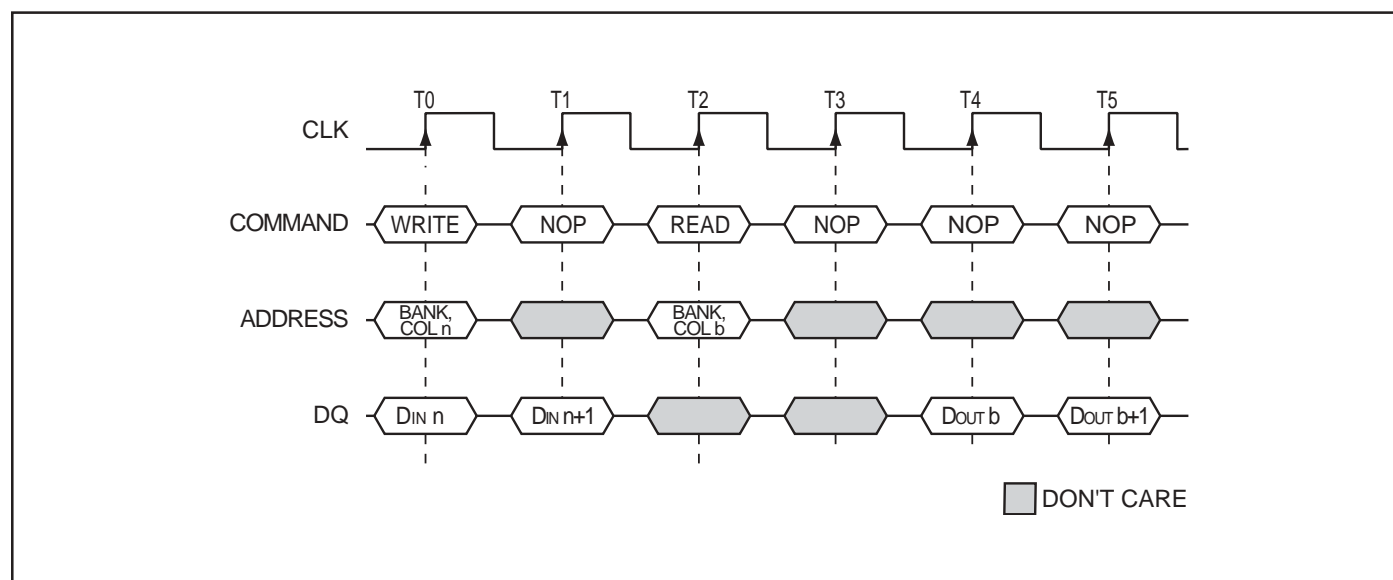 T0 T1 T2 T3 T4 T5
CLK
COMMAND WRITE NOP READ NOP NOP NOP
ADDRESS BANK, COL n BANK, COL b
DQ DIN n DIN n+1 DOUT b DOUT b+1
DON'T CARE